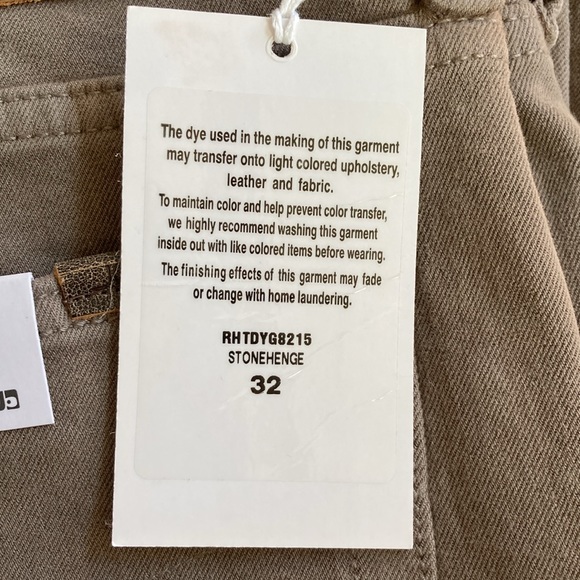 The dye used in the making of this garment
may transfer onto light colored upholstery,
leather and fabric.
To maintain color and help prevent color transfer,
we highly recommend washing this garment
inside out with like colored items before wearing.
The finishing effects of this garment may fade
or change with home laundering.
RHTDYG8215
STONEHENGE
32